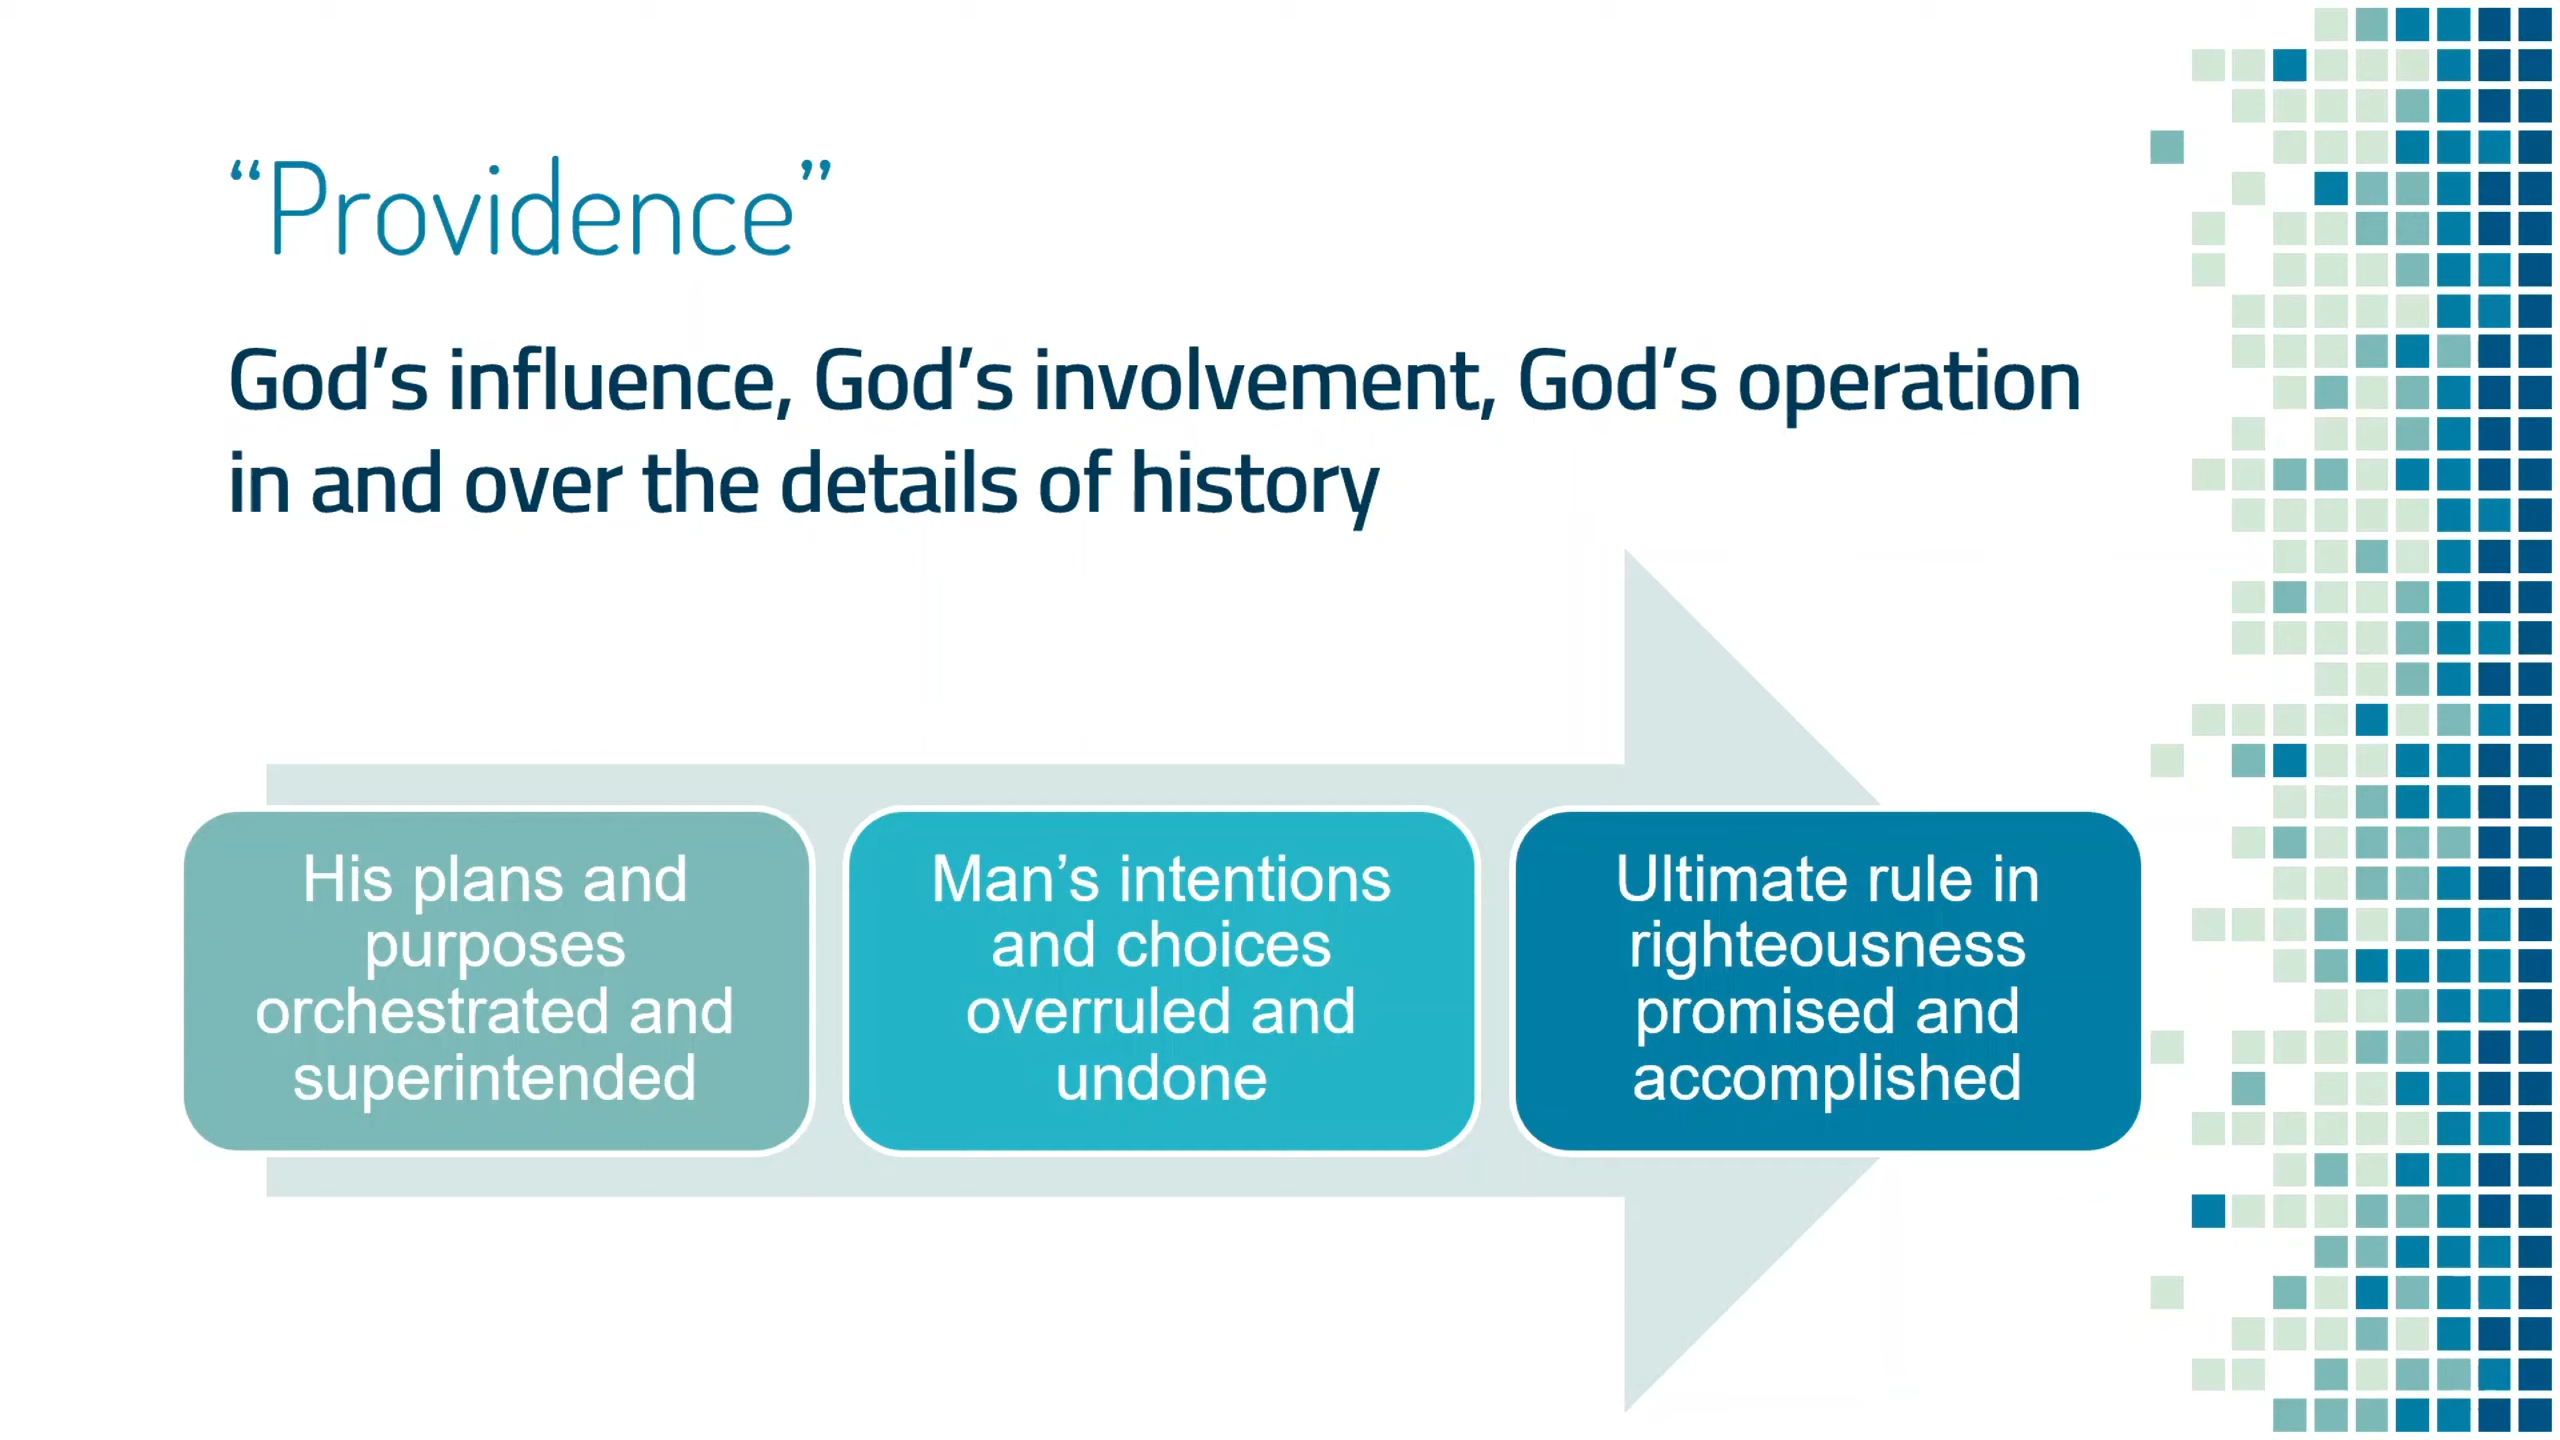 “Providence”
God’s influence, God’s involvement, God’s operation
in and over the details of history
His plans and
purposes
orchestrated and
superintended
Man’s intentions
and choices
overruled and
undone
Ultimate rule in
righteousness
promised and
accomplished